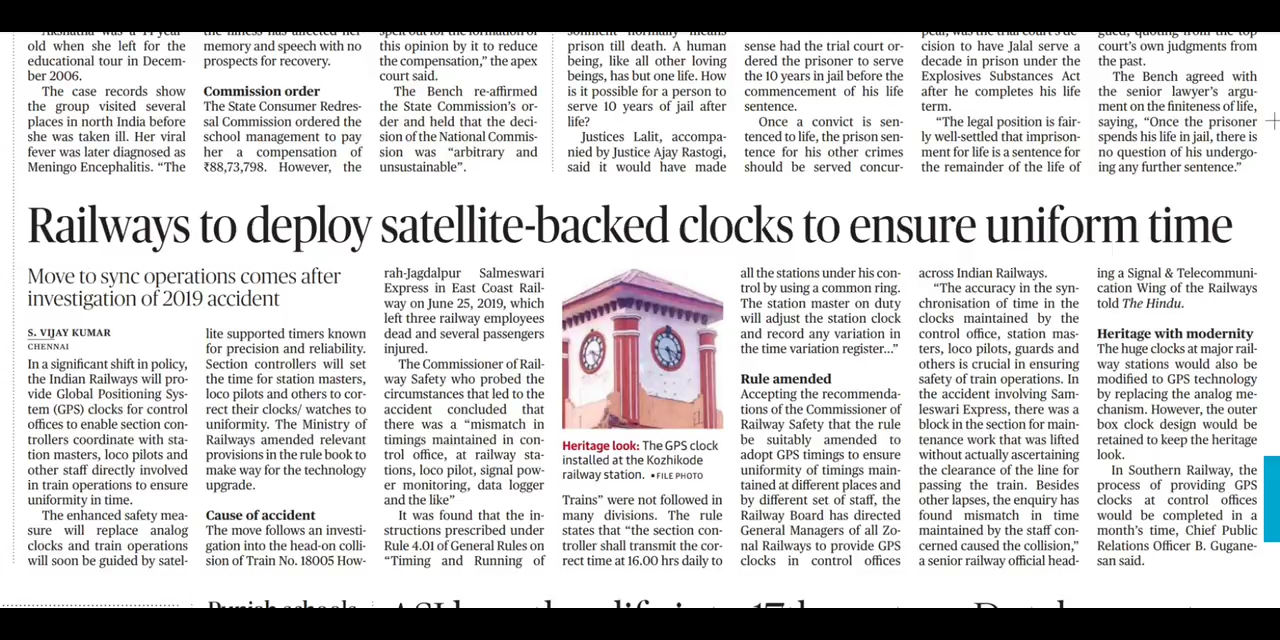 old when she left for the
educational tour in Decem-
ber 2006.
The case records show
the group visited several
places in north India before
she was taken ill. Her viral
fever was later diagnosed as
Meningo Encephalitis. “The
memory and speech with no
prospects for recovery.
Commission order
The State Consumer Redres-
sal Commission ordered the
school management to pay
her a compensation of
₹88,73,798. However, the
this opinion by it to reduce
the compensation,” the apex
court said.
The Bench re-affirmed
the State Commission’s or-
der and held that the deci-
sion of the National Commis-
sion was “arbitrary and
unsustainable”.
prison till death. A human
being, like all other loving
beings, has but one life. How
is it possible for a person to
serve 10 years of jail after
life?
Justices Lalit, accompa-
nied by Justice Ajay Rastogi,
said it would have made
sense had the trial court or-
dered the prisoner to serve
the 10 years in jail before the
commencement of his life
sentence.
Once a convict is sen-
tenced to life, the prison sen-
tence for his other crimes
should be served concur-
cision to have Jalal serve a
decade in prison under the
Explosives Substances Act
after he completes his life
term.
“The legal position is fair-
ly well-settled that imprison-
ment for life is a sentence for
the remainder of the life of
court’s own judgments from
the past.
The Bench agreed with
the senior lawyer’s argu-
ment on the finiteness of life,
saying, “Once the prisoner
spends his life in jail, there is
no question of his undergo-
ing any further sentence.”
Railways to deploy satellite-backed clocks to ensure uniform time
Move to sync operations comes after
investigation of 2019 accident
S. VIJAY KUMAR
CHENNAI
In a significant shift in policy,
the Indian Railways will pro-
vide Global Positioning Sys-
tem (GPS) clocks for control
offices to enable section con-
trollers coordinate with sta-
tion masters, loco pilots and
other staff directly involved
in train operations to ensure
uniformity in time.
The enhanced safety mea-
sure will replace analog
clocks and train operations
will soon be guided by satel-
lite supported timers known
for precision and reliability.
Section controllers will set
the time for station masters,
loco pilots and others to cor-
rect their clocks/ watches to
uniformity. The Ministry of
Railways amended relevant
provisions in the rule book to
make way for the technology
upgrade.
Cause of accident
The move follows an investi-
gation into the head-on colli-
sion of Train No. 18005 How-
rah-Jagdalpur Salmeswari
Express in East Coast Rail-
way on June 25, 2019, which
left three railway employees
dead and several passengers
injured.
The Commissioner of Rail-
way Safety who probed the
circumstances that led to the
accident concluded that
there was a “mismatch in
timings maintained in con-
trol office, at railway sta-
tions, loco pilot, signal pow-
er monitoring, data logger
and the like”
It was found that the in-
structions prescribed under
Rule 4.01 of General Rules on
“Timing and Running of
Heritage look: The GPS clock
installed at the Kozhikode
railway station. ▪FILE PHOTO
Trains” were not followed in
many divisions. The rule
states that “the section con-
troller shall transmit the cor-
rect time at 16.00 hrs daily to
all the stations under his con-
trol by using a common ring.
The station master on duty
will adjust the station clock
and record any variation in
the time variation register...”
Rule amended
Accepting the recommenda-
tions of the Commissioner of
Railway Safety that the rule
be suitably amended to
adopt GPS timings to ensure
uniformity of timings main-
tained at different places and
by different set of staff, the
Railway Board has directed
General Managers of all Zo-
nal Railways to provide GPS
clocks in control offices
across Indian Railways.
“The accuracy in the syn-
chronisation of time in the
clocks maintained by the
control office, station mas-
ters, loco pilots, guards and
others is crucial in ensuring
safety of train operations. In
the accident involving Sam-
leswari Express, there was a
block in the section for main-
tenance work that was lifted
without actually ascertaining
the clearance of the line for
passing the train. Besides
other lapses, the enquiry has
found mismatch in time
maintained by the staff con-
cerned caused the collision,”
a senior railway official head-
ing a Signal & Telecommuni-
cation Wing of the Railways
told The Hindu.
Heritage with modernity
The huge clocks at major rail-
way stations would also be
modified to GPS technology
by replacing the analog me-
chanism. However, the outer
box clock design would be
retained to keep the heritage
look.
In Southern Railway, the
process of providing GPS
clocks at control offices
would be completed in a
month’s time, Chief Public
Relations Officer B. Gugane-
san said.